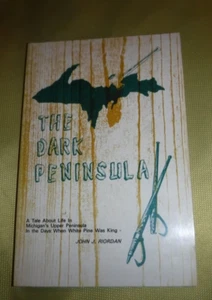 THE
DARK
PENINSULA
A Tale About Life In
Michigan's Upper Peninsula
In the Days When White Pine Was King -
JOHN J. RIORDAN